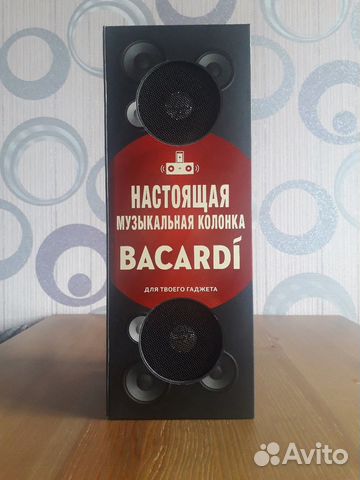 НАСТОЯЩАЯ
МУЗЫКАЛЬНАЯ КОЛОНКА
BACARDÍ
ДЛЯ ТВОЕГО ГАДЖЕТА
Avito